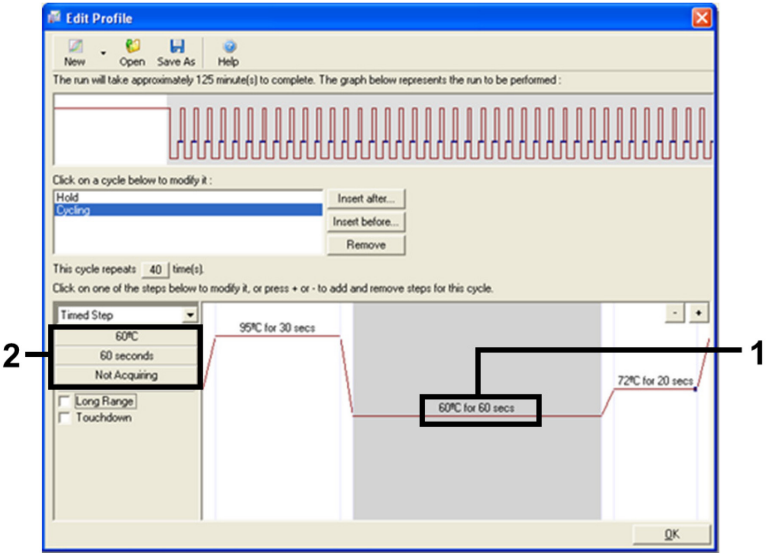 Edit Profile
New Open Save As Help
The run will take approximately 125 minute(s) to complete. The graph below represents the run to be performed :
Click on a cycle below to modify it :
Hold
Cycling
Insert after...
Insert before...
Remove
This cycle repeats 40 time(s).
Click on one of the steps below to modify it, or press + or - to add and remove steps for this cycle.
Timed Step
- +
60ºC
60 seconds
Not Acquiring
Long Range
Touchdown
95ºC for 30 secs
60ºC for 60 secs
72ºC for 20 secs
1
2
OK